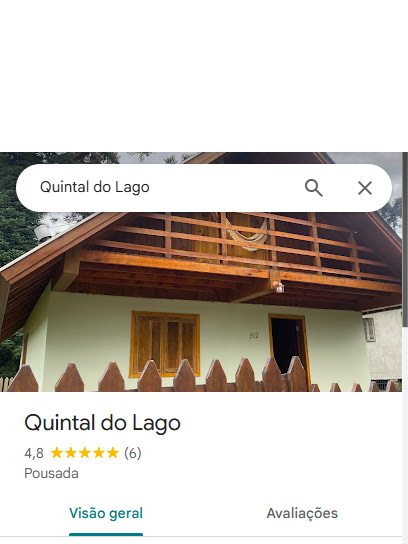 Quintal do Lago
Quintal do Lago
4,8 (6)
Pousada
Visão geral Avaliações